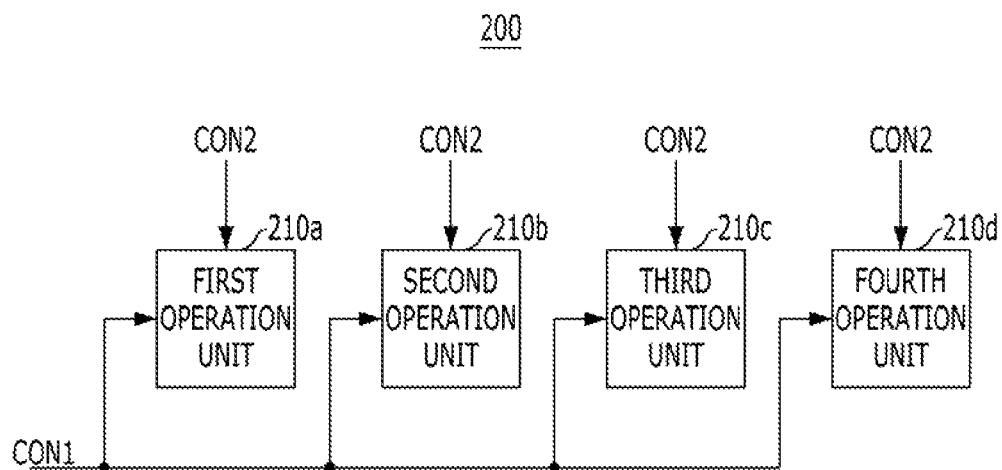 200
CON2 CON2 CON2 CON2
210a 210b 210c 210d
FIRST OPERATION UNIT
SECOND OPERATION UNIT
THIRD OPERATION UNIT
FOURTH OPERATION UNIT
CON1